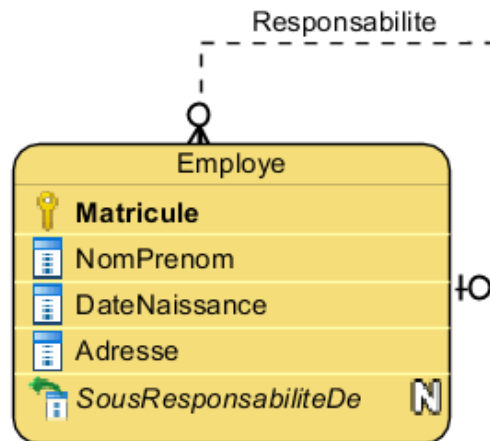 Responsabilite
Employe
Matricule
NomPrenom
DateNaissance
Adresse
SousResponsabiliteDe N